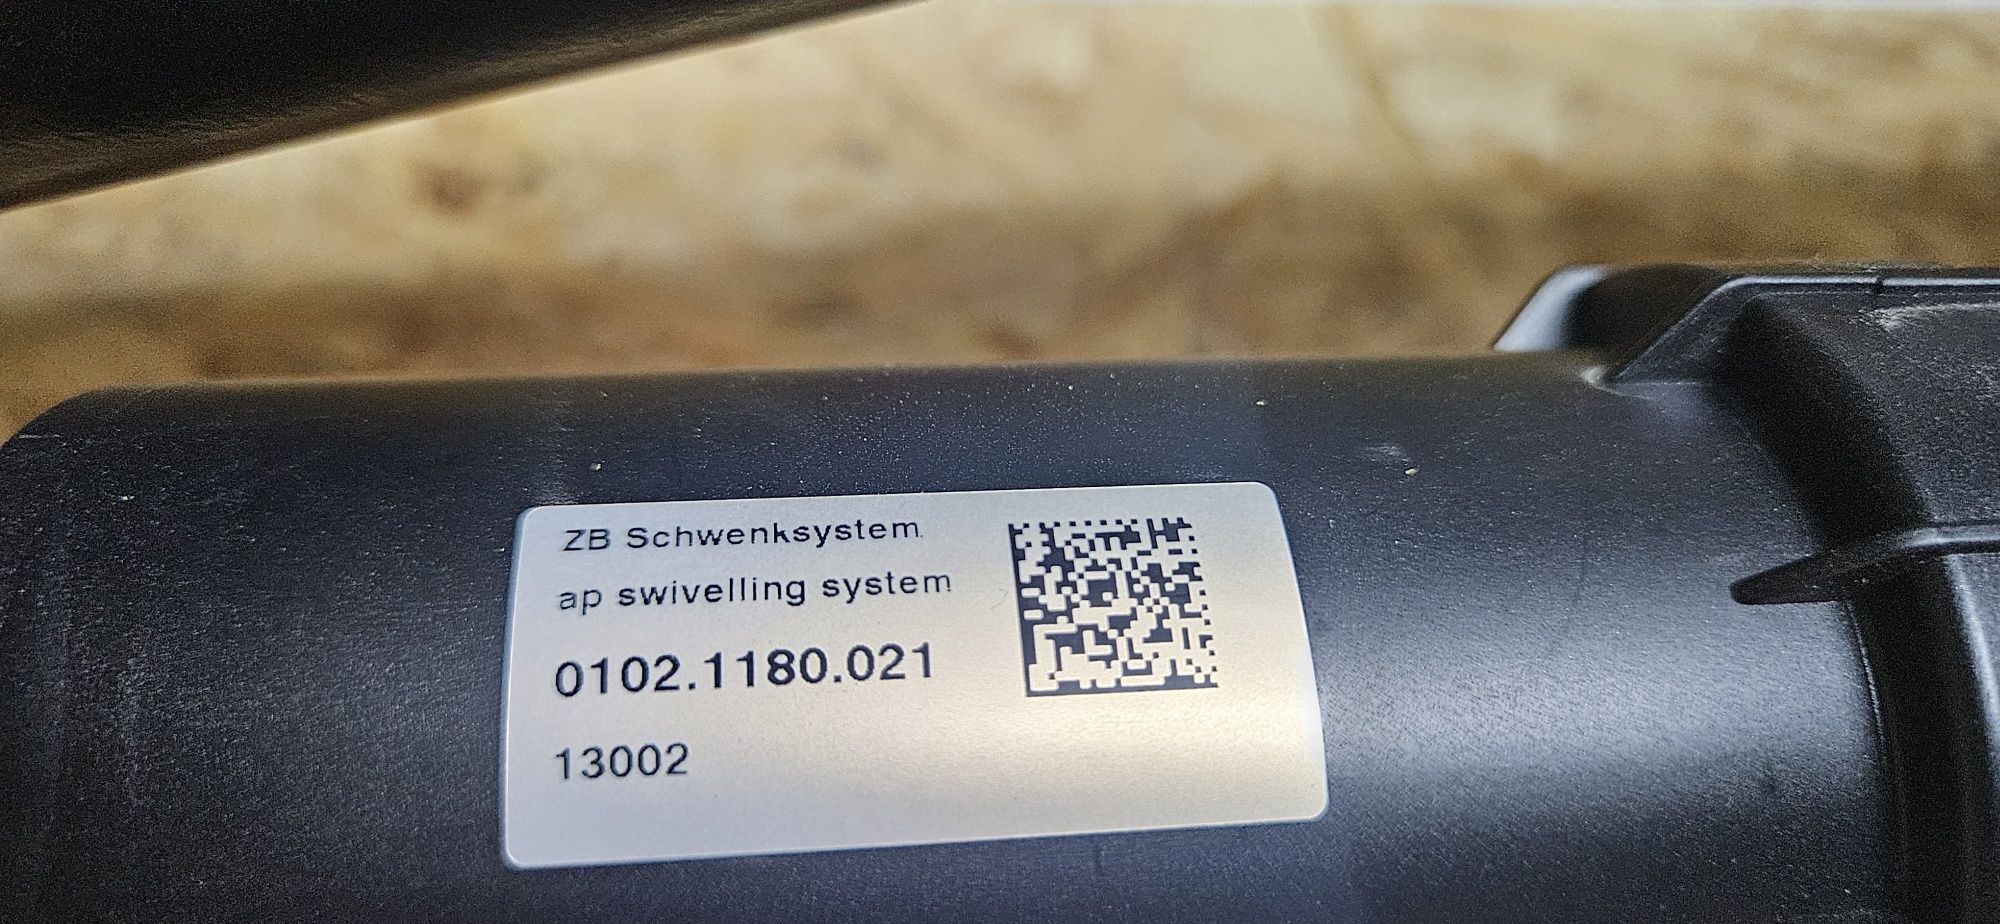 ZB Schwenksystem
ap swivelling system
0102.1180.021
13002